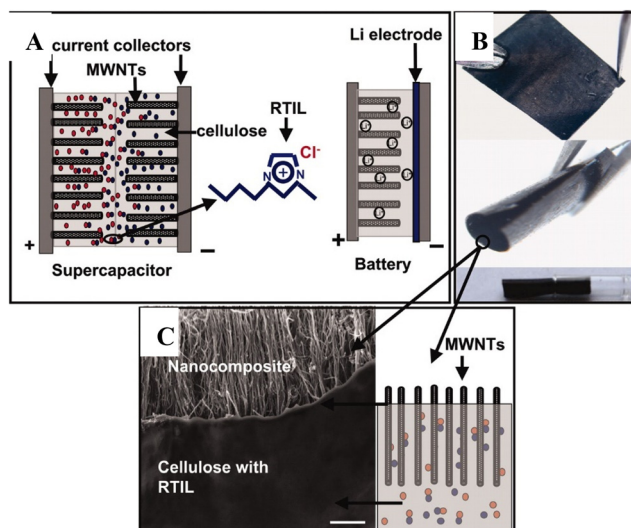 A
current collectors
MWNTs
cellulose
RTIL
Cl-
N
+
N
+
−
Supercapacitor
Li electrode
+
−
Battery
B
C
MWNTs
Nanocomposite
Cellulose with
RTIL